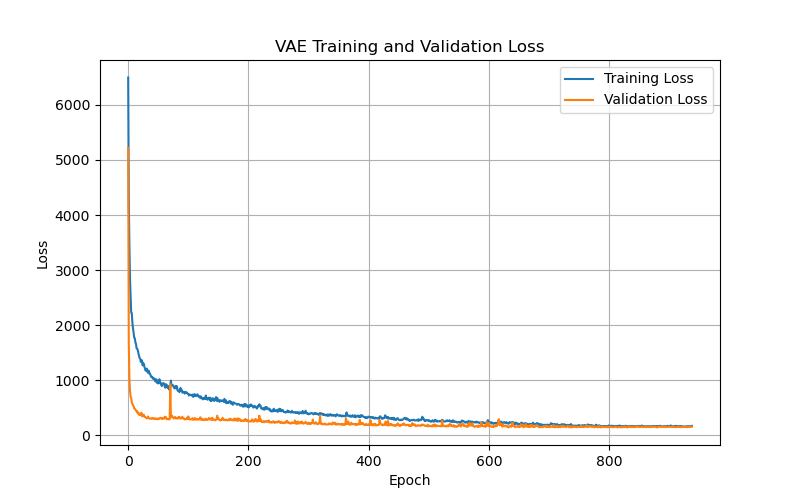 VAE Training and Validation Loss
Training Loss
Validation Loss
6000
5000
4000
3000
2000
1000
0
Loss
0 200 400 600 800
Epoch